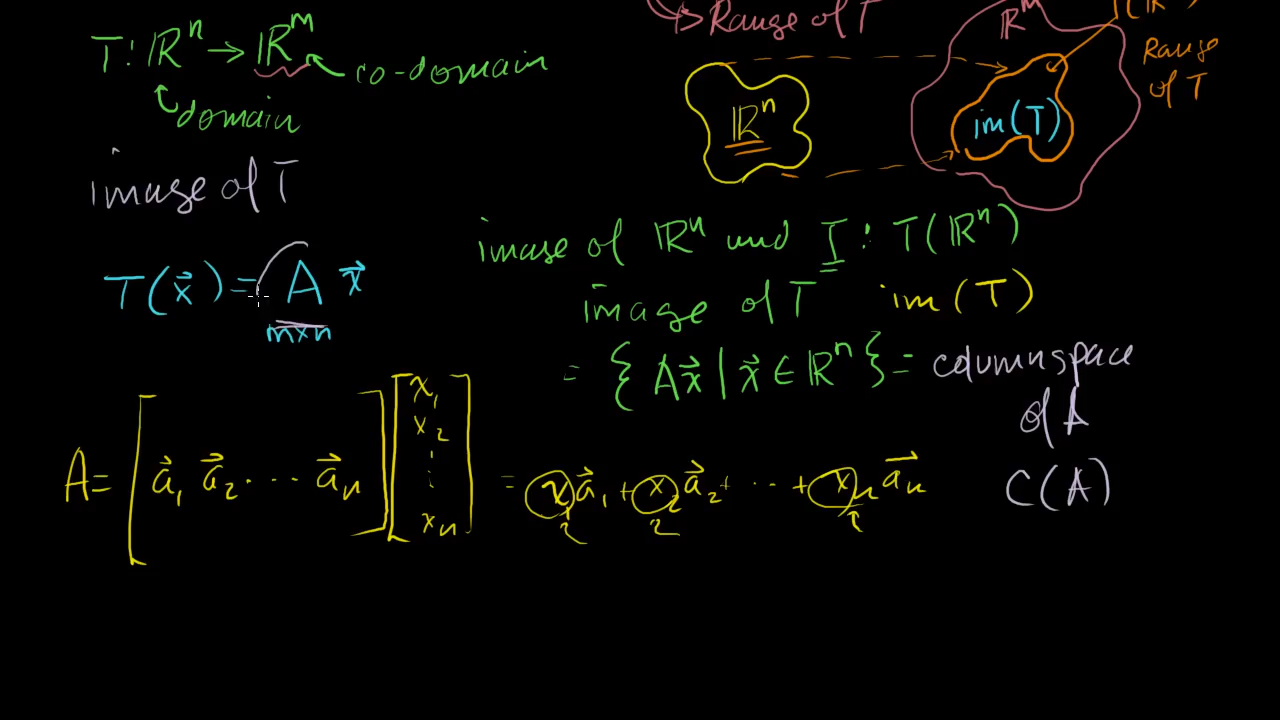 T: ℝⁿ → ℝᵐ
co-domain
domain
image of T
T(x⃗) = A x⃗
m×n
Range of T
ℝᵐ
Range
of T
ℝⁿ
im(T)
image of ℝⁿ und I : T(ℝⁿ)
image of T im(T)
= { Ax⃗ | x⃗ ∈ ℝⁿ } = columnspace
of A
C(A)
A = [ a⃗₁ a⃗₂ ··· a⃗ₙ ] [ x₁ x₂ ⋮ xₙ ] = x₁a⃗₁ + x₂a⃗₂ + ··· + xₙa⃗ₙ